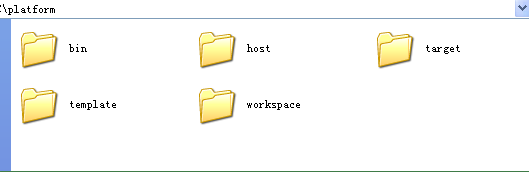 \platform
bin host target
template workspace